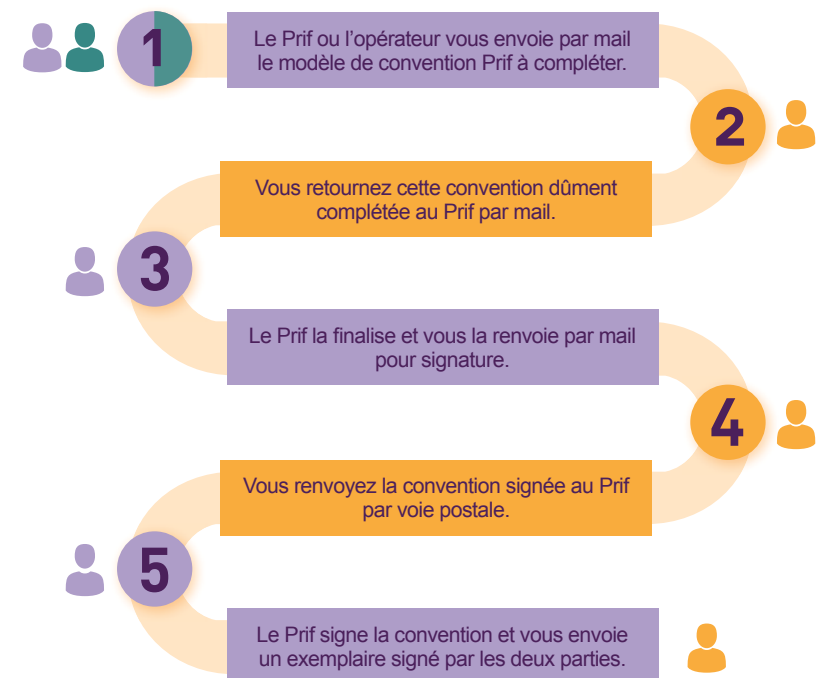 1
Le Prif ou l’opérateur vous envoie par mail
le modèle de convention Prif à compléter.
2
Vous retournez cette convention dûment
complétée au Prif par mail.
3
Le Prif la finalise et vous la renvoie par mail
pour signature.
4
Vous renvoyez la convention signée au Prif
par voie postale.
5
Le Prif signe la convention et vous envoie
un exemplaire signé par les deux parties.